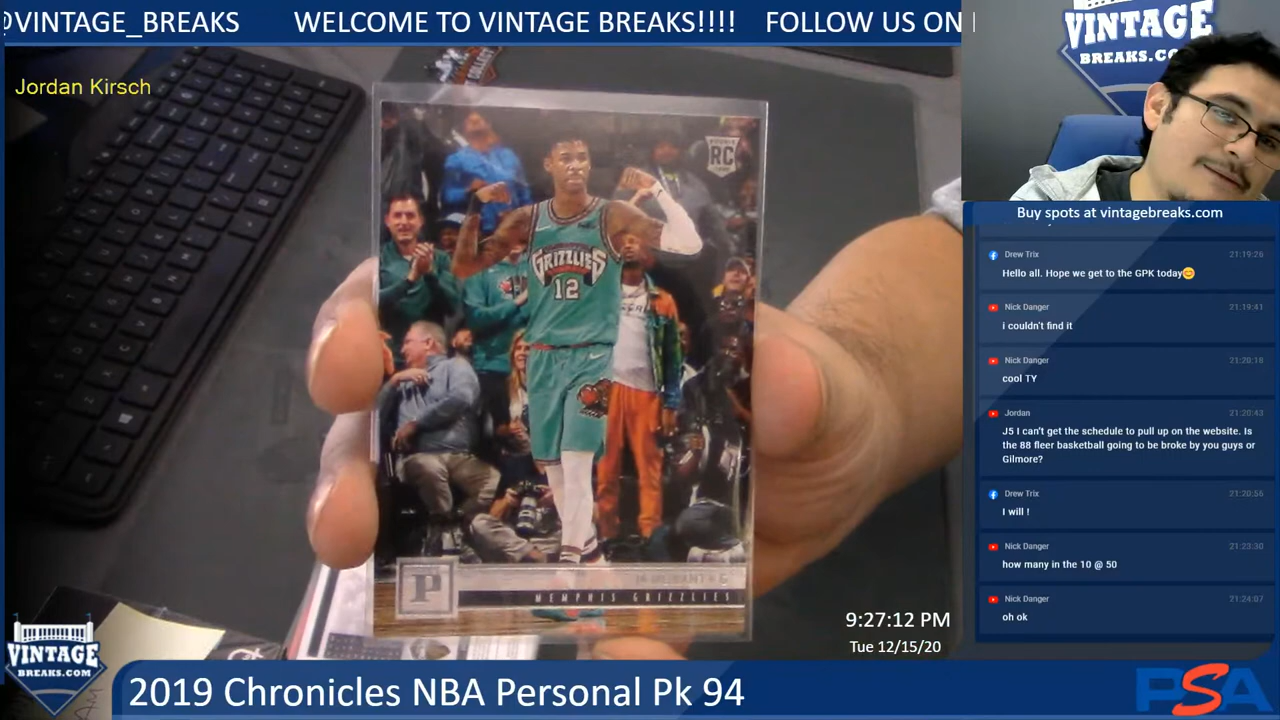 @VINTAGE_BREAKS WELCOME TO VINTAGE BREAKS!!!! FOLLOW US ON
VINTAGE
BREAKS.CO
Jordan Kirsch
RC
GRIZZLIES
12
P
MEMPHIS GRIZZLIES
Buy spots at vintagebreaks.com
Drew Trix 21:19:26
Hello all. Hope we get to the GPK today😊
Nick Danger 21:19:41
i couldn't find it
Nick Danger 21:20:18
cool TY
Jordan 21:20:43
J5 I can't get the schedule to pull up on the website. Is
the 88 fleer basketball going to be broke by you guys or
Gilmore?
Drew Trix 21:20:56
I will !
Nick Danger 21:23:30
how many in the 10 @ 50
Nick Danger 21:24:07
oh ok
9:27:12 PM
Tue 12/15/20
VINTAGE
BREAKS.COM
2019 Chronicles NBA Personal Pk 94
PSA